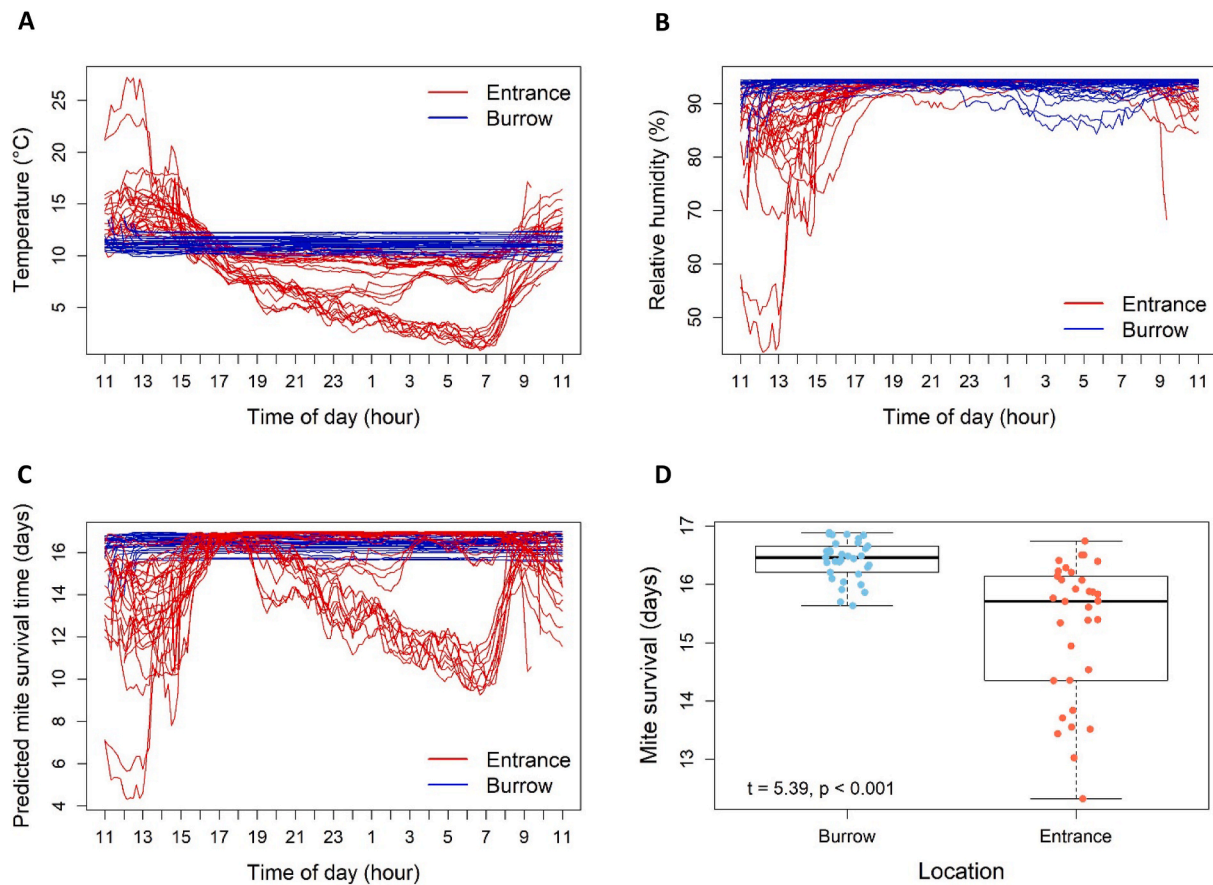 A
Temperature (°C)
25
20
15
10
5
Entrance
Burrow
11 13 15 17 19 21 23 1 3 5 7 9 11
Time of day (hour)
B
Relative humidity (%)
90
80
70
60
50
Entrance
Burrow
11 13 15 17 19 21 23 1 3 5 7 9 11
Time of day (hour)
C
Predicted mite survival time (days)
16
14
12
10
8
6
4
Entrance
Burrow
11 13 15 17 19 21 23 1 3 5 7 9 11
Time of day (hour)
D
Mite survival (days)
17
16
15
14
13
t = 5.39, p < 0.001
Burrow Entrance
Location